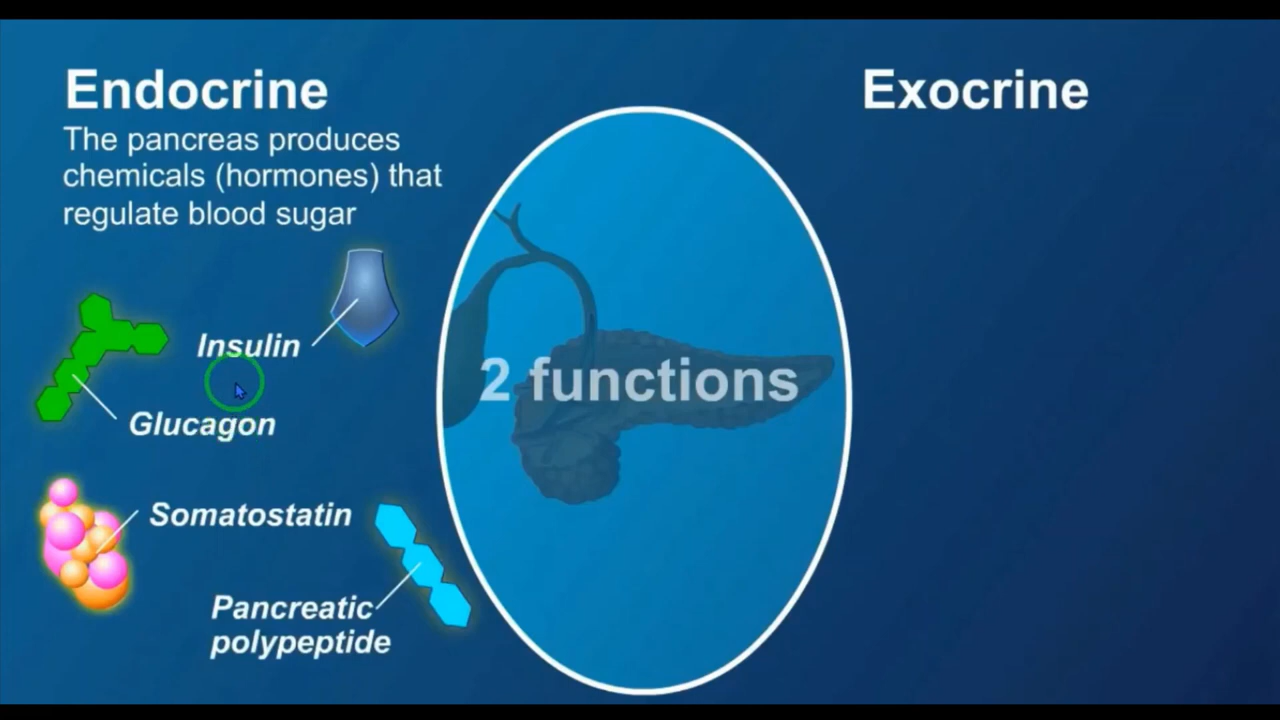 Endocrine
The pancreas produces
chemicals (hormones) that
regulate blood sugar
Insulin
Glucagon
Somatostatin
Pancreatic
polypeptide
2 functions
Exocrine